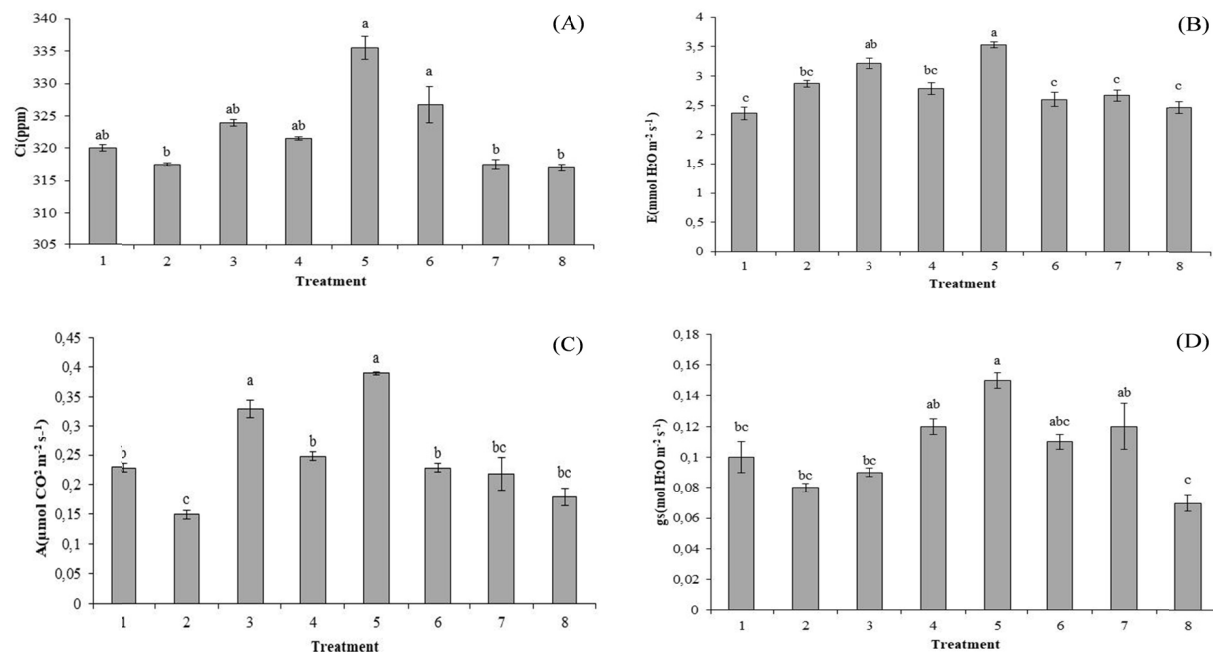 (A)
Ci(ppm)
340
335
330
325
320
315
310
305
ab
b
ab
ab
a
a
b
b
1 2 3 4 5 6 7 8
Treatment
(B)
E(mmol H2O m-2 s-1)
4
3,5
3
2,5
2
1,5
1
0,5
0
c
bc
ab
bc
a
c
c
c
1 2 3 4 5 6 7 8
Treatment
(C)
A(µmol CO2 m-2 s-1)
0,45
0,4
0,35
0,3
0,25
0,2
0,15
0,1
0,05
0
b
c
a
b
a
b
bc
bc
1 2 3 4 5 6 7 8
Treatment
(D)
gs(mol H2O m-2 s-1)
0,18
0,16
0,14
0,12
0,1
0,08
0,06
0,04
0,02
0
bc
bc
bc
ab
a
abc
ab
c
1 2 3 4 5 6 7 8
Treatment